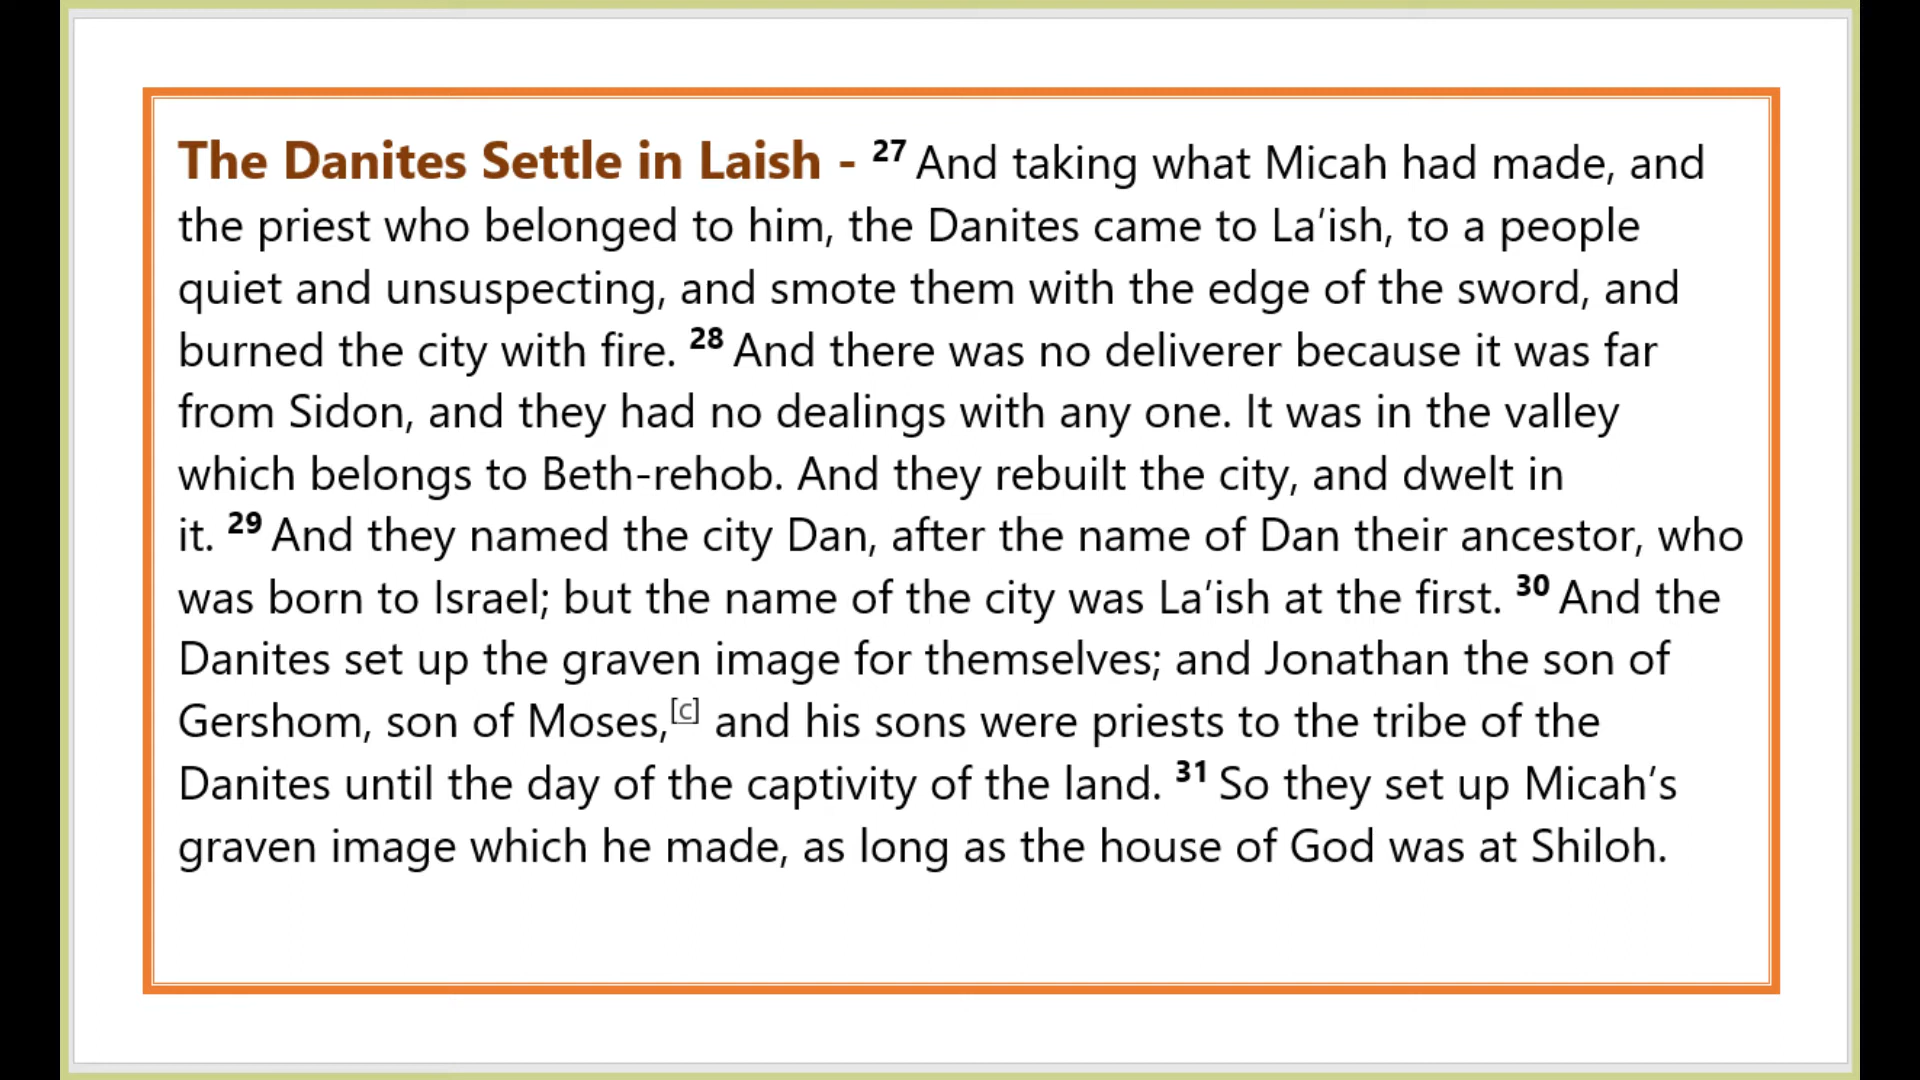 The Danites Settle in Laish - 27 And taking what Micah had made, and
the priest who belonged to him, the Danites came to La′ish, to a people
quiet and unsuspecting, and smote them with the edge of the sword, and
burned the city with fire. 28 And there was no deliverer because it was far
from Sidon, and they had no dealings with any one. It was in the valley
which belongs to Beth-rehob. And they rebuilt the city, and dwelt in
it. 29 And they named the city Dan, after the name of Dan their ancestor, who
was born to Israel; but the name of the city was La′ish at the first. 30 And the
Danites set up the graven image for themselves; and Jonathan the son of
Gershom, son of Moses,[c] and his sons were priests to the tribe of the
Danites until the day of the captivity of the land. 31 So they set up Micah’s
graven image which he made, as long as the house of God was at Shiloh.